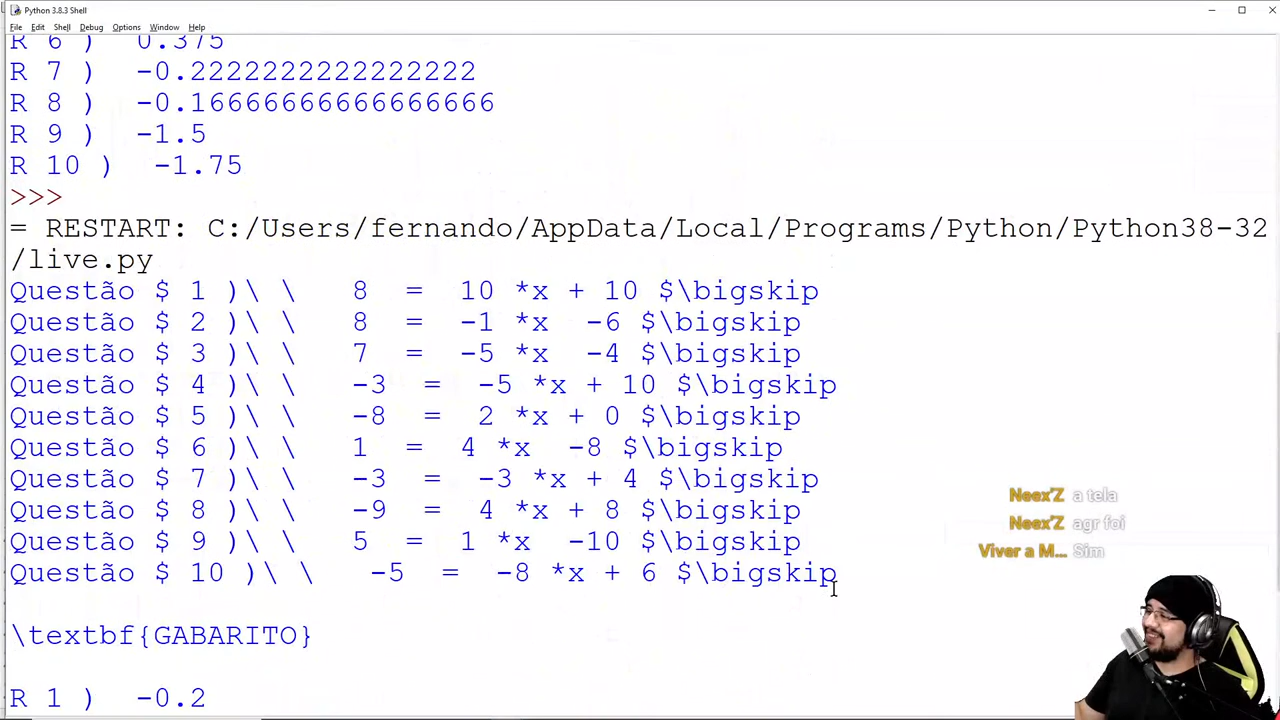 Python 3.8.3 Shell
File Edit Shell Debug Options Window Help
R 6 )  0.375
R 7 )  -0.2222222222222222
R 8 )  -0.16666666666666666
R 9 )  -1.5
R 10 )  -1.75
>>>
= RESTART: C:/Users/fernando/AppData/Local/Programs/Python/Python38-32
/live.py
Questão $ 1 )\ \   8  =  10 *x + 10 $\bigskip
Questão $ 2 )\ \   8  =  -1 *x  -6 $\bigskip
Questão $ 3 )\ \   7  =  -5 *x  -4 $\bigskip
Questão $ 4 )\ \   -3  =  -5 *x + 10 $\bigskip
Questão $ 5 )\ \   -8  =  2 *x + 0 $\bigskip
Questão $ 6 )\ \   1  =  4 *x  -8 $\bigskip
Questão $ 7 )\ \   -3  =  -3 *x + 4 $\bigskip
Questão $ 8 )\ \   -9  =  4 *x + 8 $\bigskip
Questão $ 9 )\ \   5  =  1 *x  -10 $\bigskip
Questão $ 10 )\ \   -5  =  -8 *x + 6 $\bigskip
\textbf{GABARITO}
R 1 )  -0.2
Neex'Z a tela
Neex'Z agr foi
Viver a M... Sim